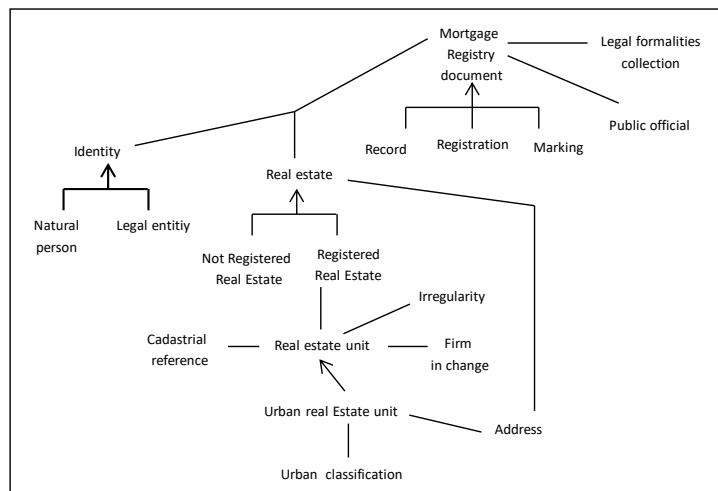 Mortgage
Registry
document
Legal formalities
collection
Public official
Record
Registration
Marking
Identity
Real estate
Natural
person
Legal entitiy
Not Registered
Real Estate
Registered
Real Estate
Irregularity
Cadastrial
reference
Real estate unit
Firm
in change
Urban real Estate unit
Address
Urban classification